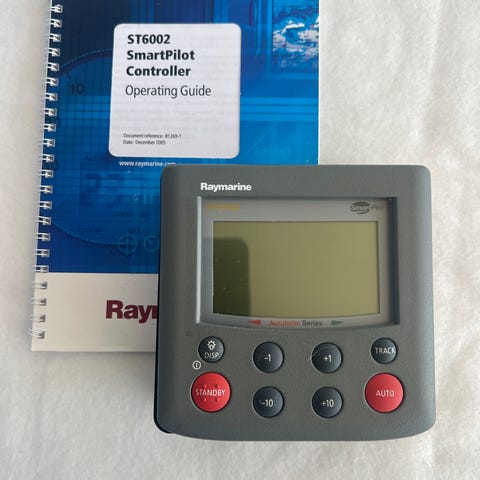 ST6002
SmartPilot
Controller
Operating Guide
Document reference: 81269-1
Date: December 2005
www.raymarine.com
Raymarine
Autohelm Series
DISP
-1
+1
TRACK
STANDBY
-10
+10
AUTO